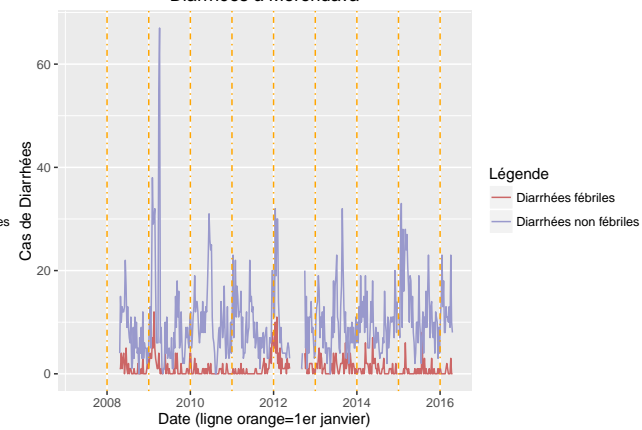 60
40
20
0
Cas de Diarrhées
2008
2010
2012
2014
2016
Date (ligne orange=1er janvier)
Légende
Diarrhées fébriles
Diarrhées non fébriles